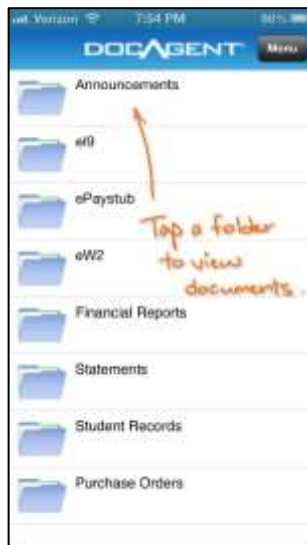 Verizon 7:54 PM
DOCAGENT Menu
Announcements
eI9
ePaystub
Tap a folder
eW2
to view
documents.
Financial Reports
Statements
Student Records
Purchase Orders